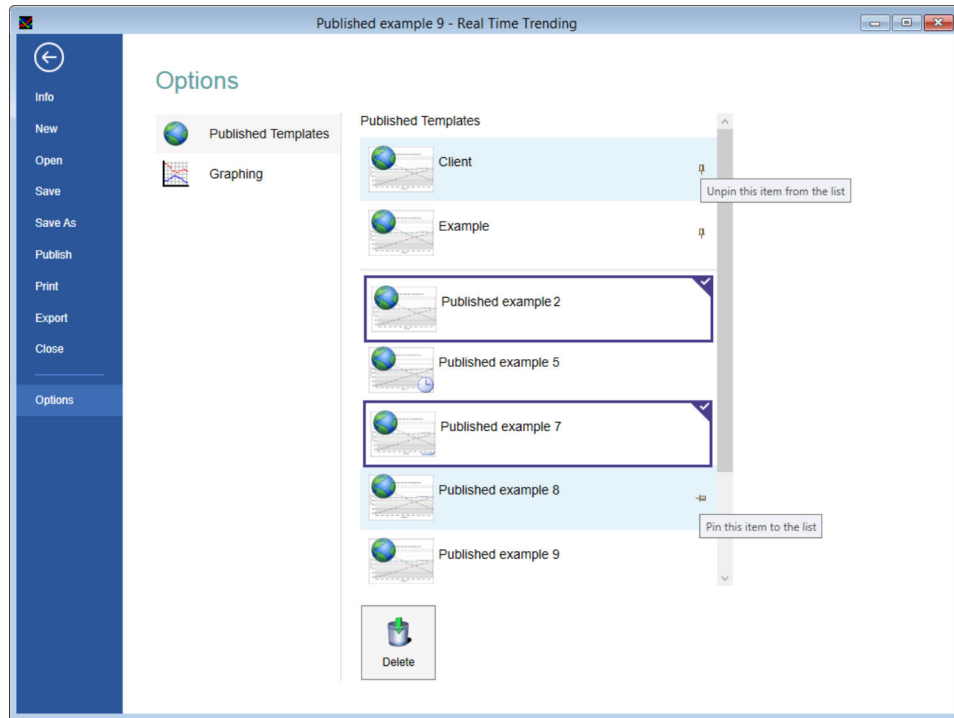 Published example 9 - Real Time Trending
Info
New
Open
Save
Save As
Publish
Print
Export
Close
Options
Options
Published Templates
Graphing
Published Templates
Client
Unpin this item from the list
Example
Published example 2
Published example 5
Published example 7
Published example 8
Pin this item to the list
Published example 9
Delete